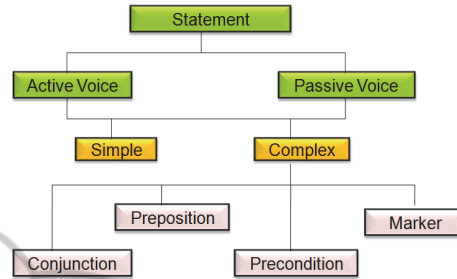 Statement
Active Voice
Passive Voice
Simple
Complex
Preposition
Marker
Conjunction
Precondition